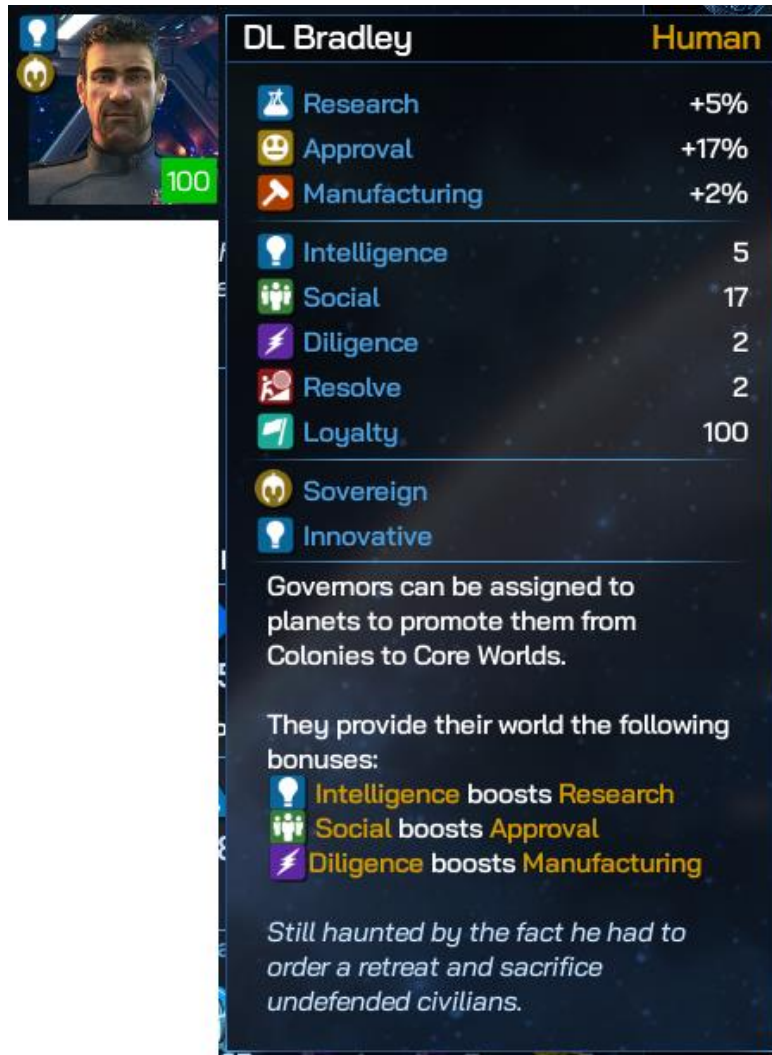 DL Bradley Human
100
Research +5%
Approval +17%
Manufacturing +2%
Intelligence 5
Social 17
Diligence 2
Resolve 2
Loyalty 100
Sovereign
Innovative
Governors can be assigned to
planets to promote them from
Colonies to Core Worlds.
They provide their world the following
bonuses:
Intelligence boosts Research
Social boosts Approval
Diligence boosts Manufacturing
Still haunted by the fact he had to
order a retreat and sacrifice
undefended civilians.